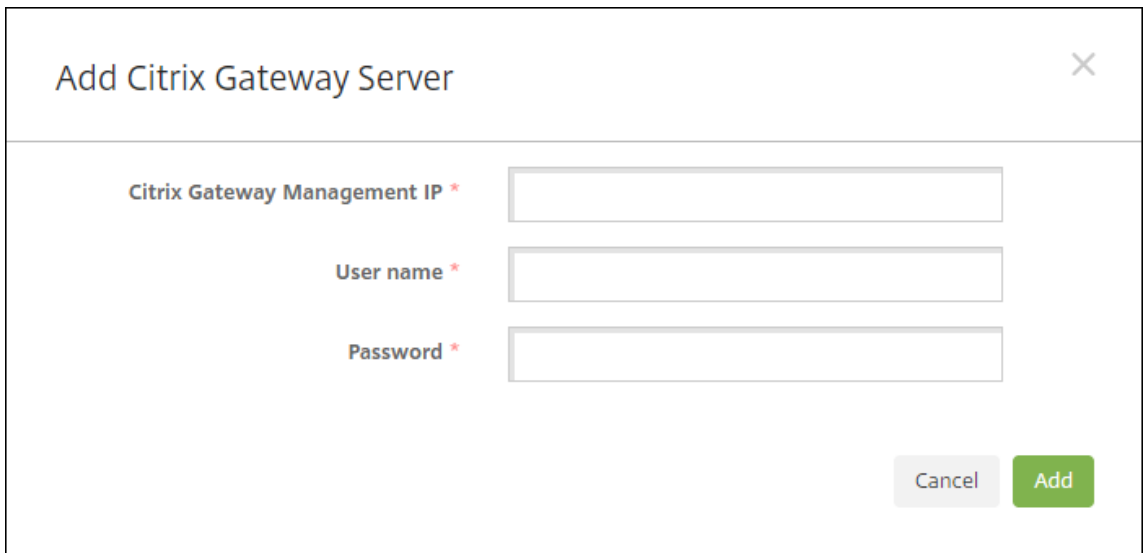 Add Citrix Gateway Server
Citrix Gateway Management IP *
User name *
Password *
Cancel Add